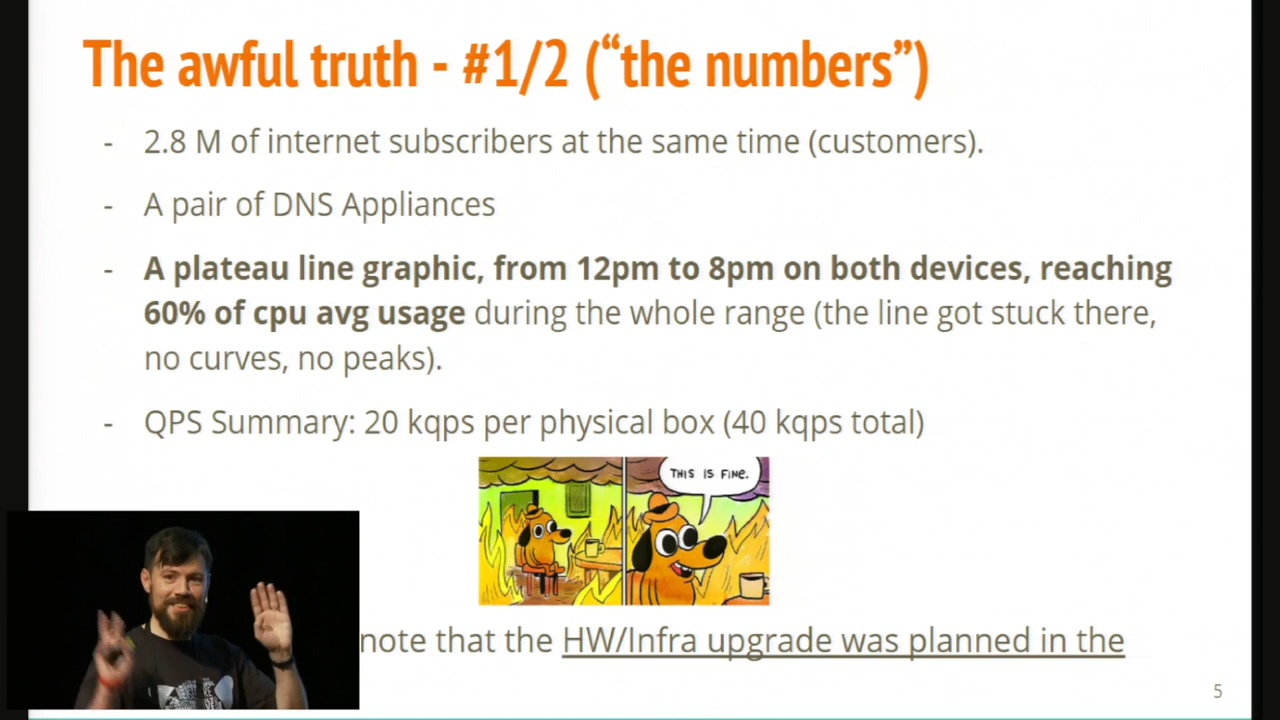 The awful truth - #1/2 (“the numbers”)
- 2.8 M of internet subscribers at the same time (customers).
- A pair of DNS Appliances
- A plateau line graphic, from 12pm to 8pm on both devices, reaching
60% of cpu avg usage during the whole range (the line got stuck there,
no curves, no peaks).
- QPS Summary: 20 kqps per physical box (40 kqps total)
THIS IS FINE.
note that the HW/Infra upgrade was planned in the
5